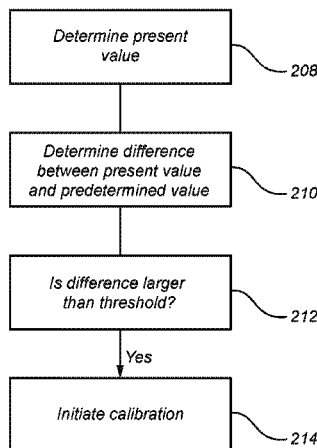 Determine present
value
208
Determine difference
between present value
and predetermined value
210
Is difference larger
than threshold?
212
Yes
Initiate calibration
214